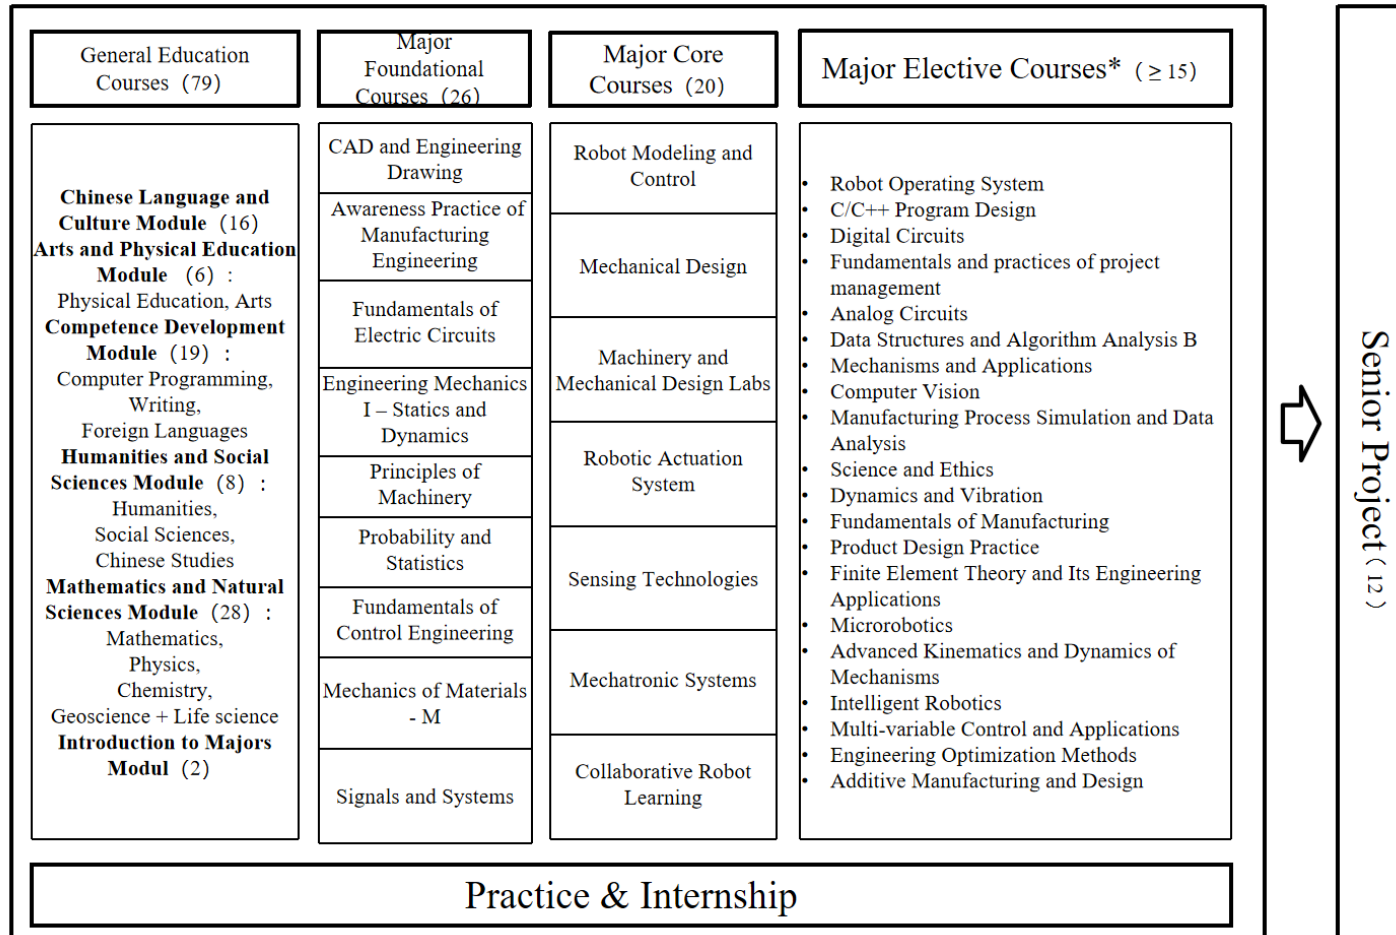 General Education
Courses (79)
Chinese Language and
Culture Module (16)
Arts and Physical Education
Module (6) :
Physical Education, Arts
Competence Development
Module (19) :
Computer Programming,
Writing,
Foreign Languages
Humanities and Social
Sciences Module (8) :
Humanities,
Social Sciences,
Chinese Studies
Mathematics and Natural
Sciences Module (28) :
Mathematics,
Physics,
Chemistry,
Geoscience + Life science
Introduction to Majors
Modul (2)
Major
Foundational
Courses (26)
CAD and Engineering
Drawing
Awareness Practice of
Manufacturing
Engineering
Fundamentals of
Electric Circuits
Engineering Mechanics
I – Statics and
Dynamics
Principles of
Machinery
Probability and
Statistics
Fundamentals of
Control Engineering
Mechanics of Materials
- M
Signals and Systems
Major Core
Courses (20)
Robot Modeling and
Control
Mechanical Design
Machinery and
Mechanical Design Labs
Robotic Actuation
System
Sensing Technologies
Mechatronic Systems
Collaborative Robot
Learning
Major Elective Courses* (≥15)
• Robot Operating System
• C/C++ Program Design
• Digital Circuits
• Fundamentals and practices of project
management
• Analog Circuits
• Data Structures and Algorithm Analysis B
• Mechanisms and Applications
• Computer Vision
• Manufacturing Process Simulation and Data
Analysis
• Science and Ethics
• Dynamics and Vibration
• Fundamentals of Manufacturing
• Product Design Practice
• Finite Element Theory and Its Engineering
Applications
• Microrobotics
• Advanced Kinematics and Dynamics of
Mechanisms
• Intelligent Robotics
• Multi-variable Control and Applications
• Engineering Optimization Methods
• Additive Manufacturing and Design
Practice & Internship
Senior Project (12)